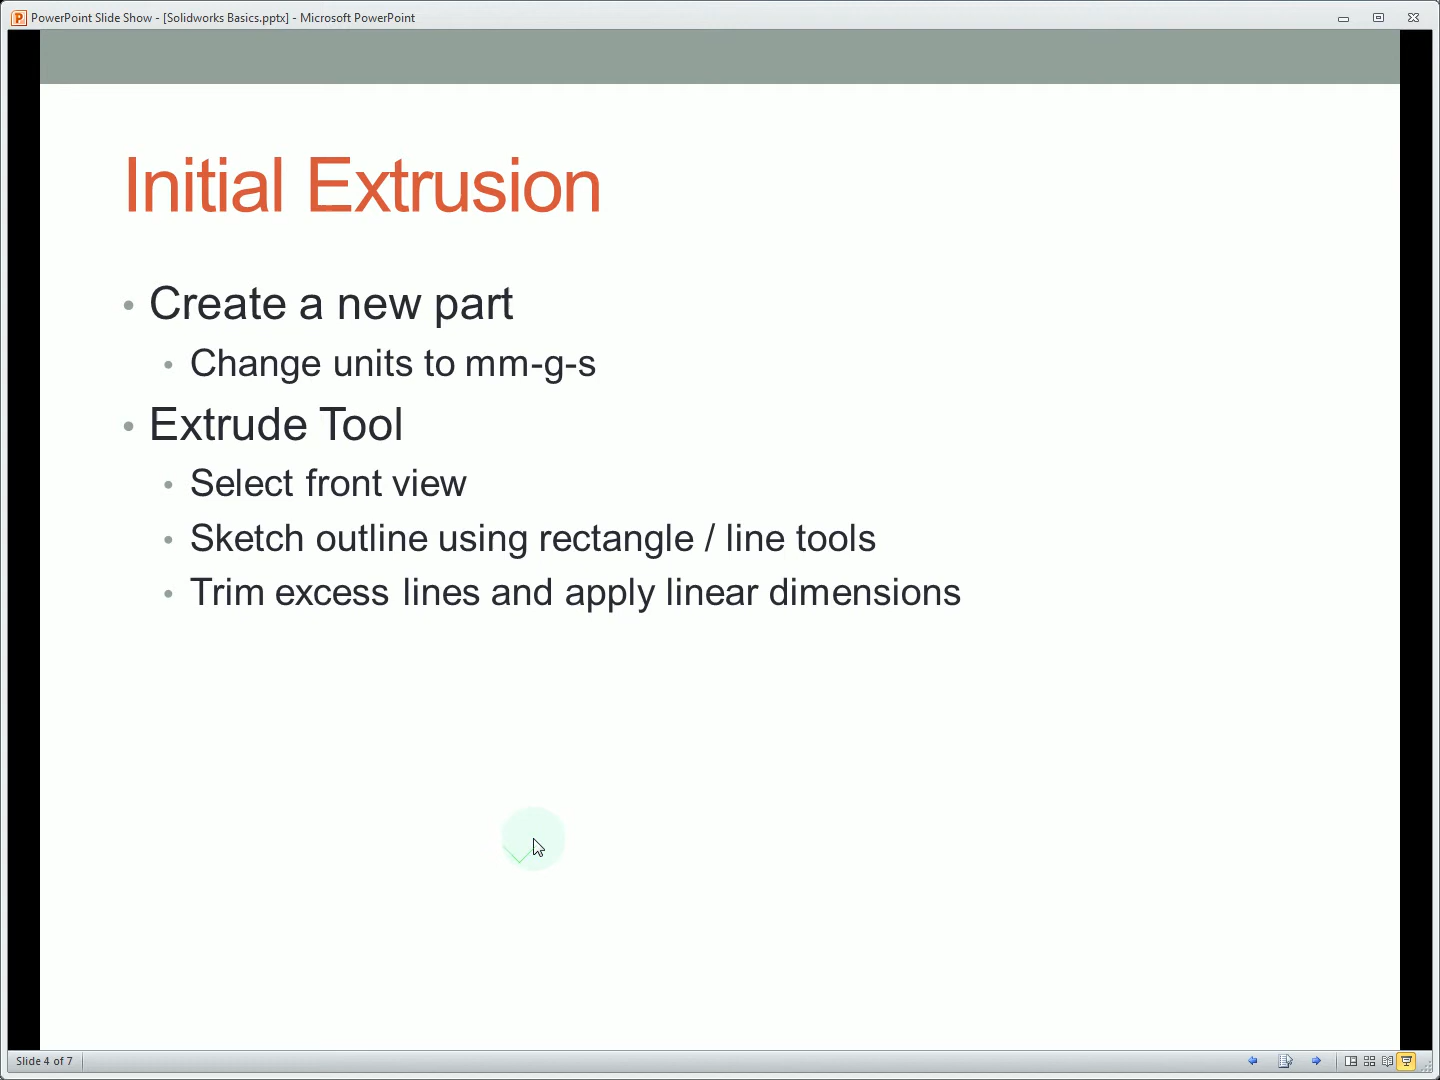 PowerPoint Slide Show - [Solidworks Basics.pptx] - Microsoft PowerPoint
Initial Extrusion
• Create a new part
• Change units to mm-g-s
• Extrude Tool
• Select front view
• Sketch outline using rectangle / line tools
• Trim excess lines and apply linear dimensions
Slide 4 of 7